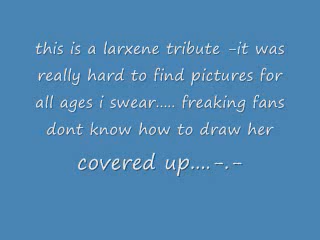 this is a larxene tribute -it was
really hard to find pictures for
all ages i swear..... freaking fans
dont know how to draw her
covered up....-.-